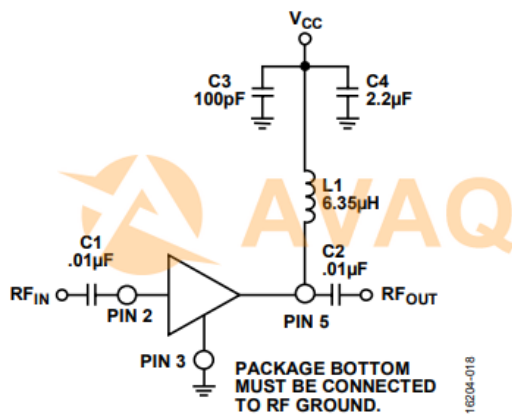 VCC
C3
100pF
C4
2.2µF
L1
6.35µH
AVAQ
C1
.01µF
C2
.01µF
RFIN
PIN 2
PIN 5
RFOUT
PIN 3
PACKAGE BOTTOM
MUST BE CONNECTED
TO RF GROUND.
16204-018